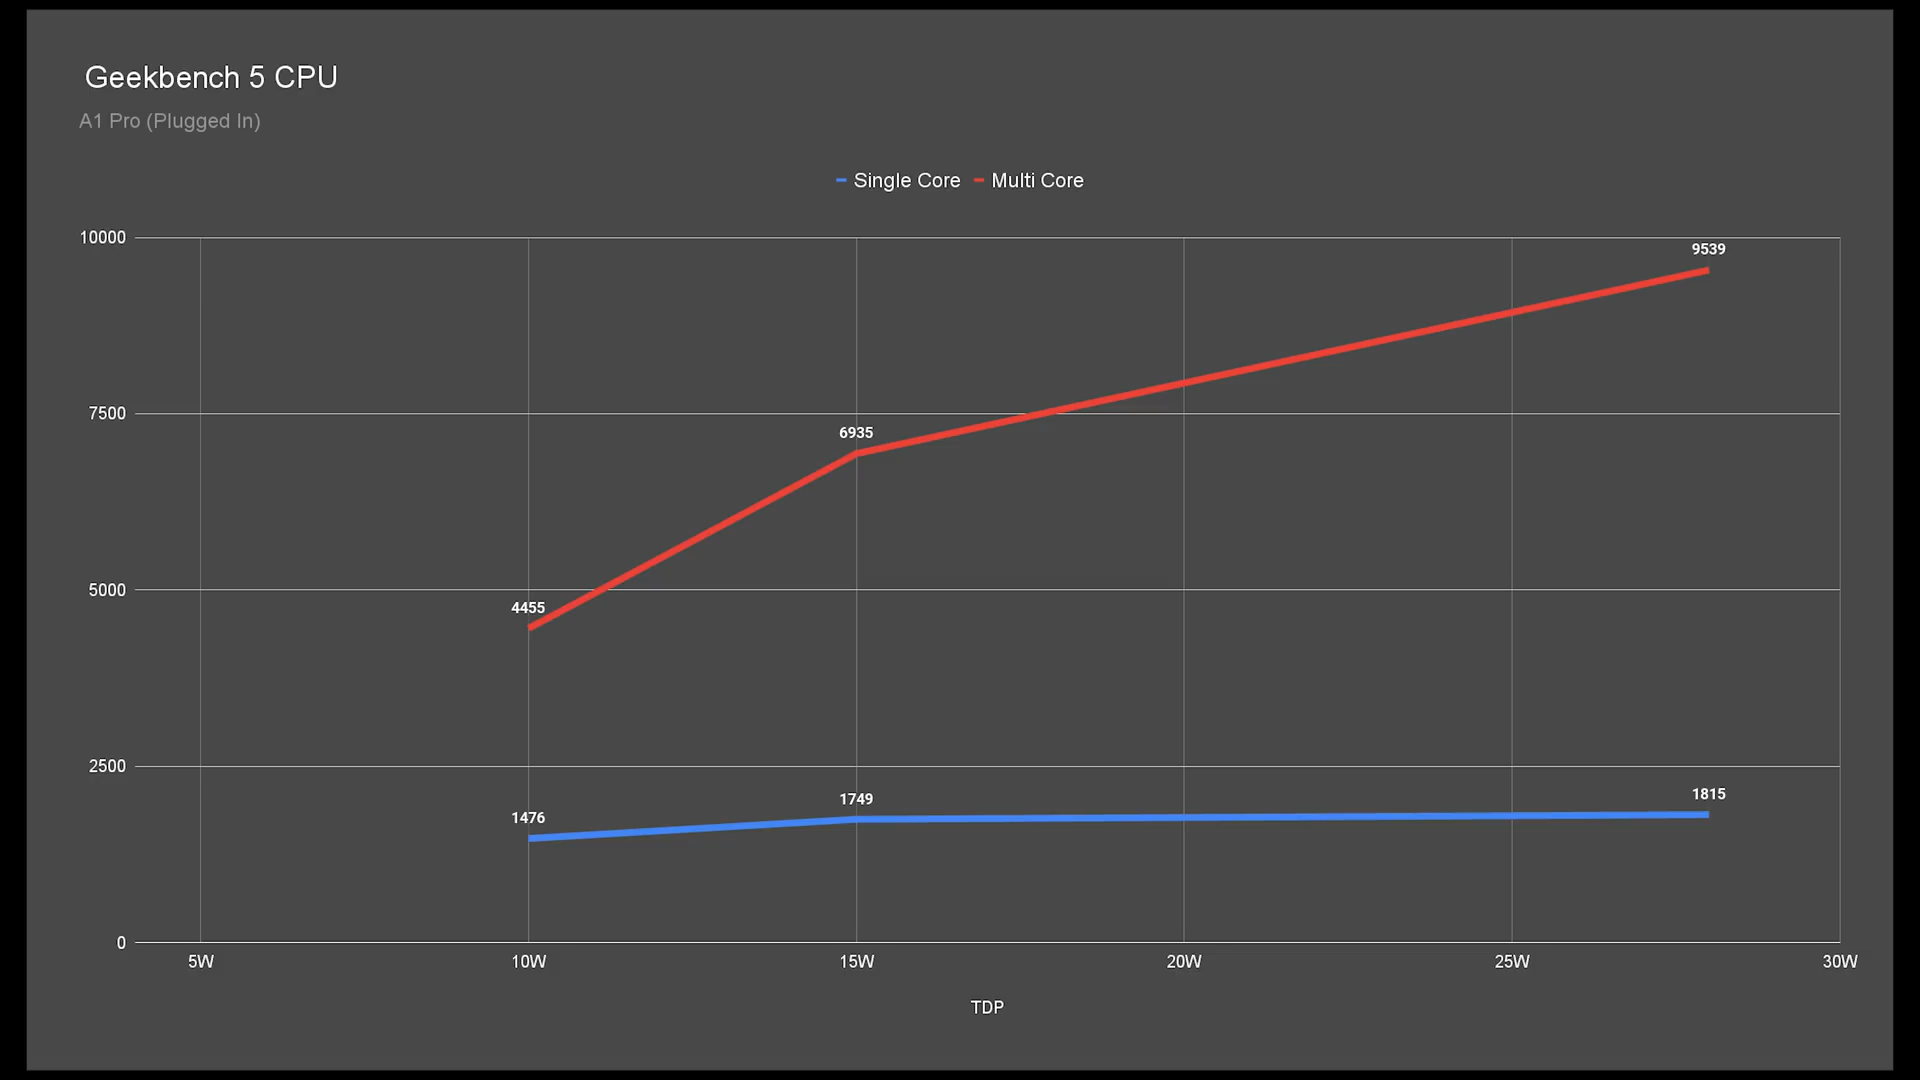 Geekbench 5 CPU
A1 Pro (Plugged In)
Single Core Multi Core
10000
9539
7500
6935
5000
4455
2500
1815
1749
1476
0
5W 10W 15W 20W 25W 30W
TDP